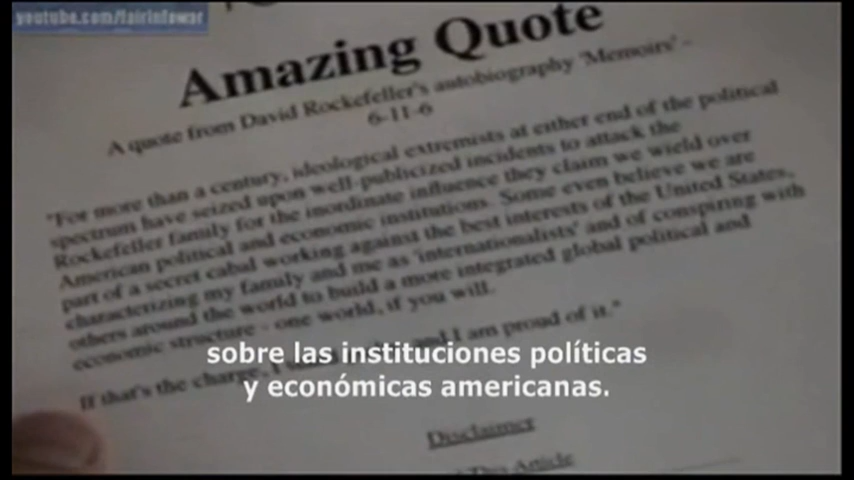 youtube.com/fairinfowar
Amazing Quote
A quote from David Rockefeller's autobiography 'Memoirs' -
6-11-6
"For more than a century, ideological extremists at either end of the political
spectrum have seized upon well-publicized incidents to attack the
Rockefeller family for the inordinate influence they claim we wield over
American political and economic institutions. Some even believe we are
part of a secret cabal working against the best interests of the United States,
characterizing my family and me as 'internationalists' and of conspiring with
others around the world to build a more integrated global political and
economic structure - one world, if you will.
If that's the charge, I and I am proud of it."
sobre las instituciones políticas
y económicas americanas.
Disclaimer
This Article